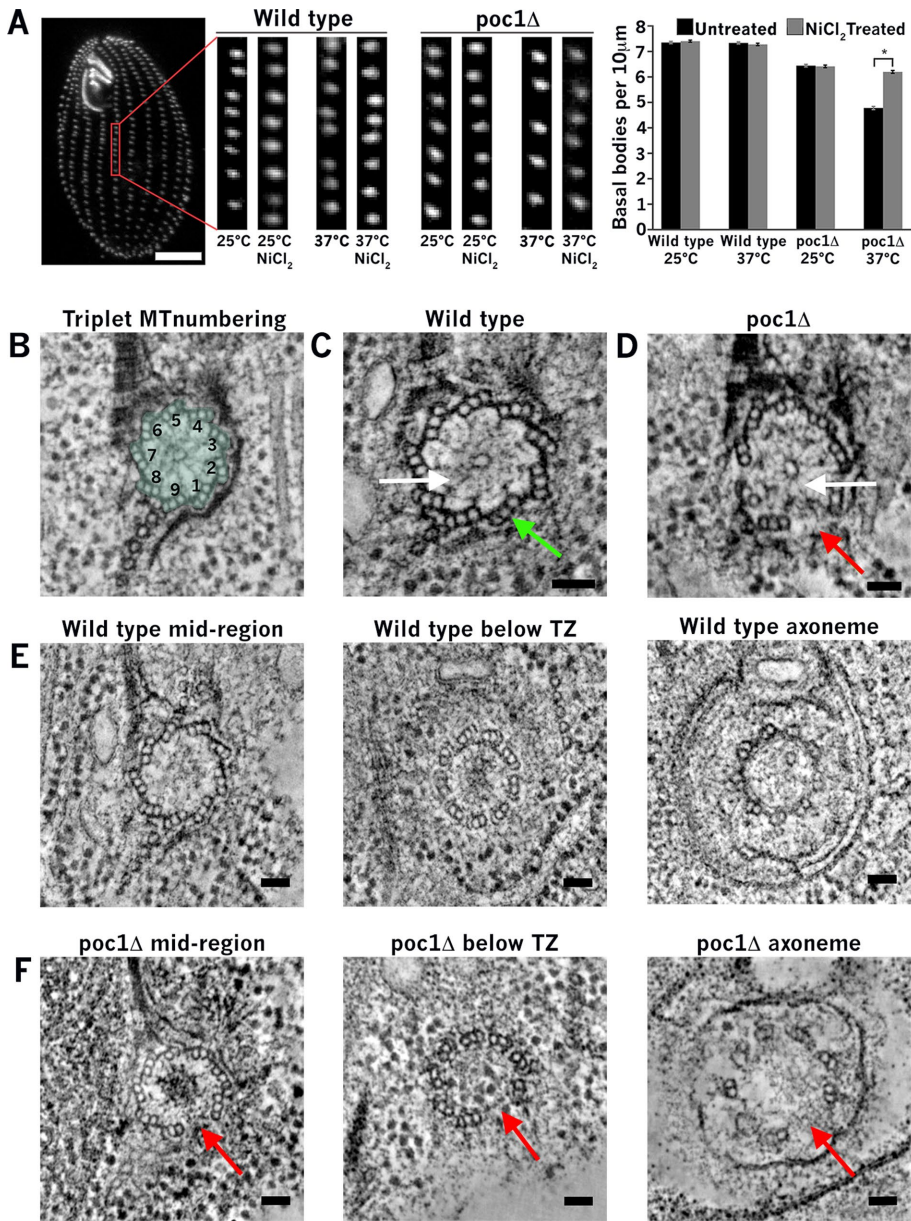 A
Wild type
poc1Δ
25°C
25°C
NiCl2
37°C
37°C
NiCl2
25°C
25°C
NiCl2
37°C
37°C
NiCl2
Untreated
NiCl2Treated
Basal bodies per 10µm
8
7
6
5
4
3
2
1
0
*
Wild type
25°C
Wild type
37°C
poc1Δ
25°C
poc1Δ
37°C
B
Triplet MTnumbering
5
6
4
7
3
8
2
9
1
C
Wild type
D
poc1Δ
E
Wild type mid-region
Wild type below TZ
Wild type axoneme
F
poc1Δ mid-region
poc1Δ below TZ
poc1Δ axoneme